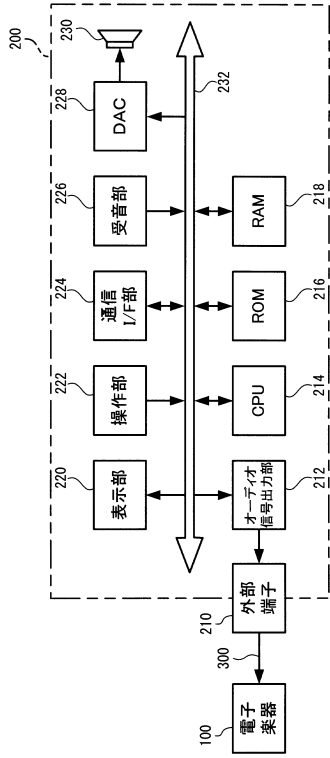 200
220
表示部
222
操作部
224
通信
I/F部
226
受音部
228
DAC
230
232
100
電子
楽器
300
210
外部
端子
オーディオ
信号出力部
212
CPU
214
ROM
216
RAM
218